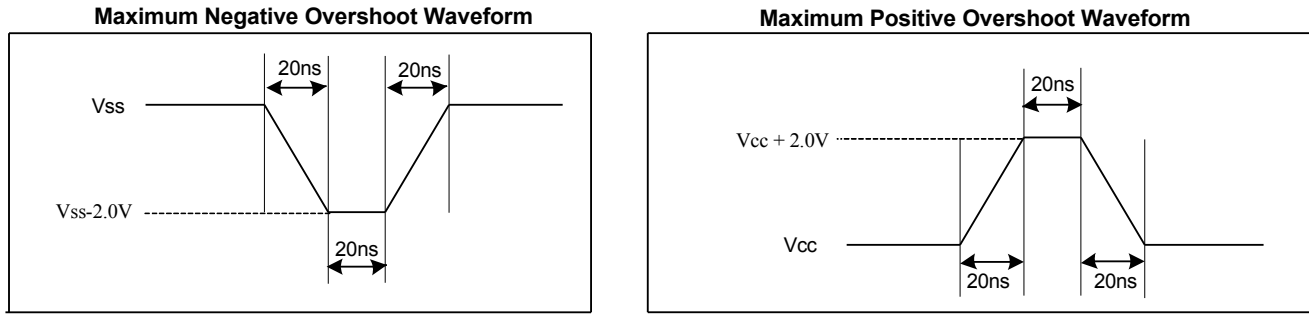 Maximum Negative Overshoot Waveform
20ns
20ns
Vss
Vss-2.0V
20ns
Maximum Positive Overshoot Waveform
20ns
Vcc + 2.0V
Vcc
20ns
20ns